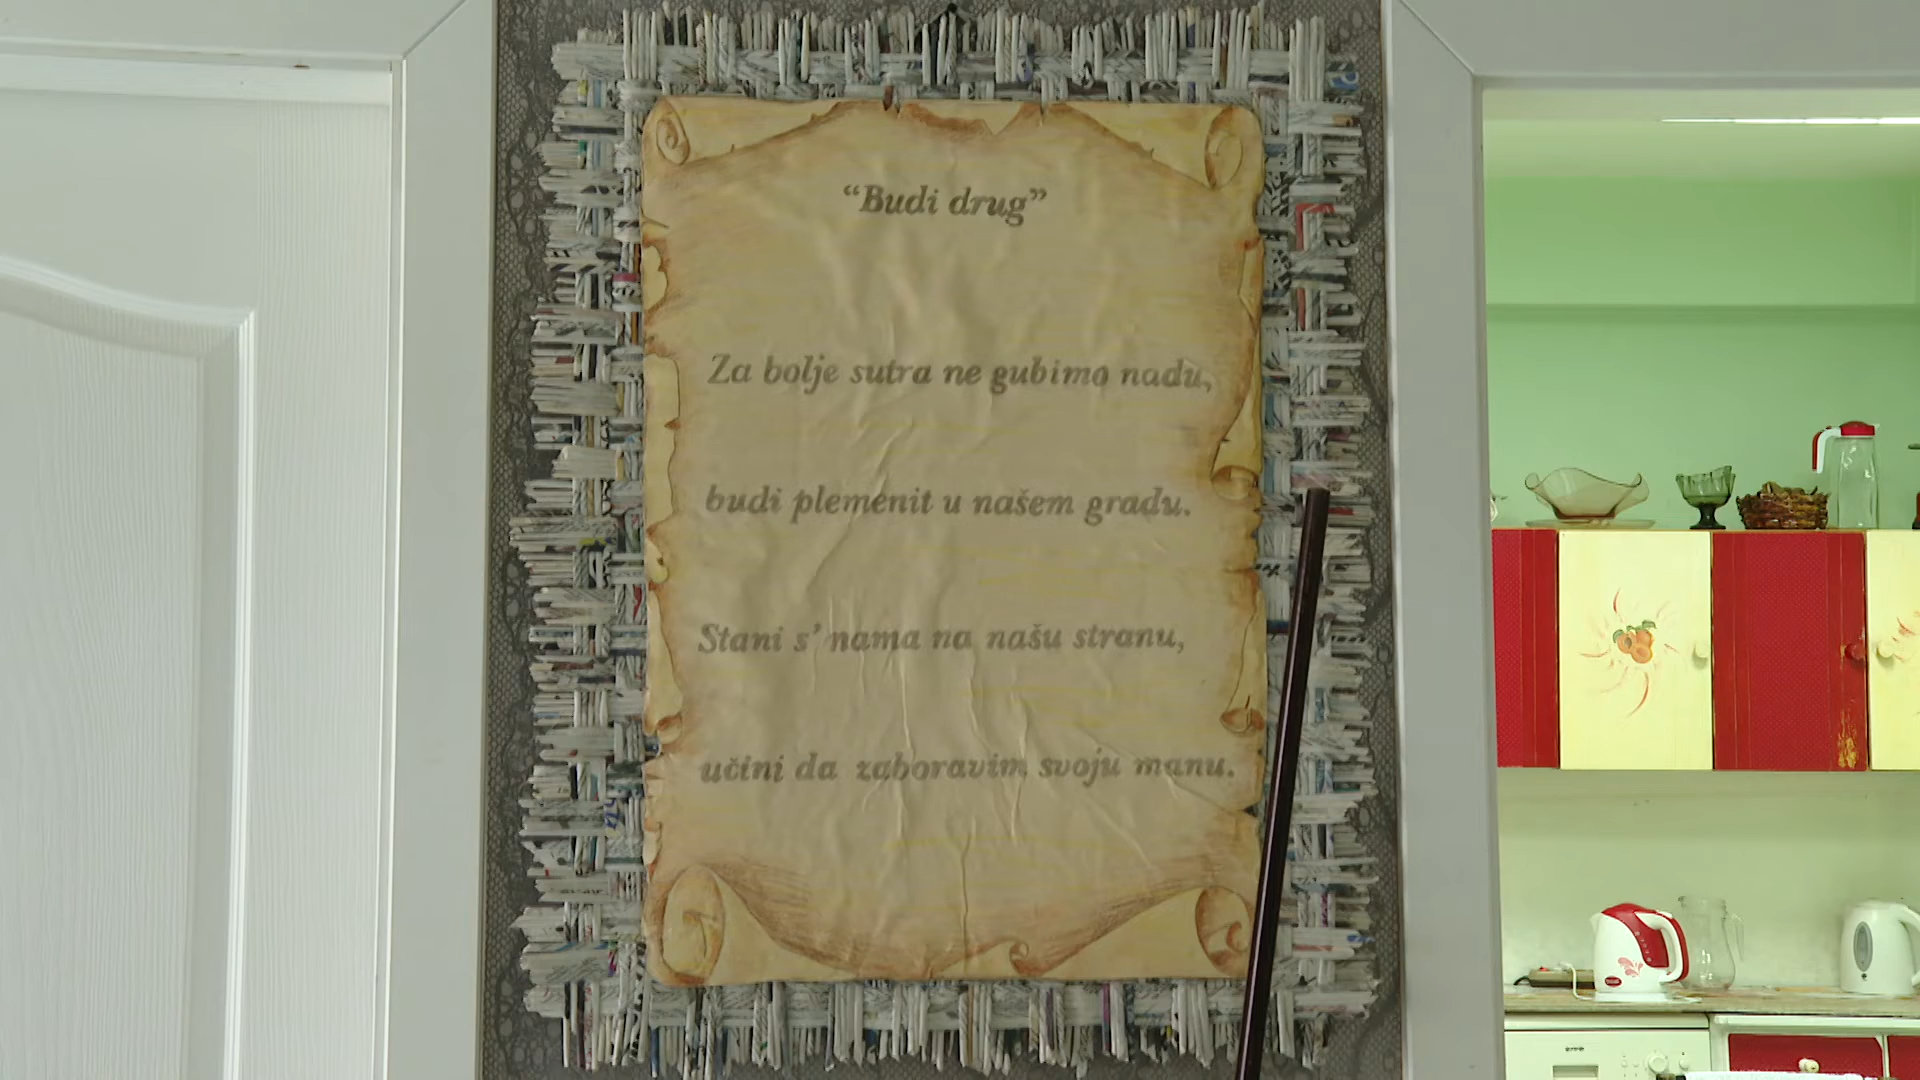 “Budi drug”
Za bolje sutra ne gubimo nadu,
budi plemenit u našem gradu.
Stani s’ nama na našu stranu,
učini da zaboravim svoju manu.